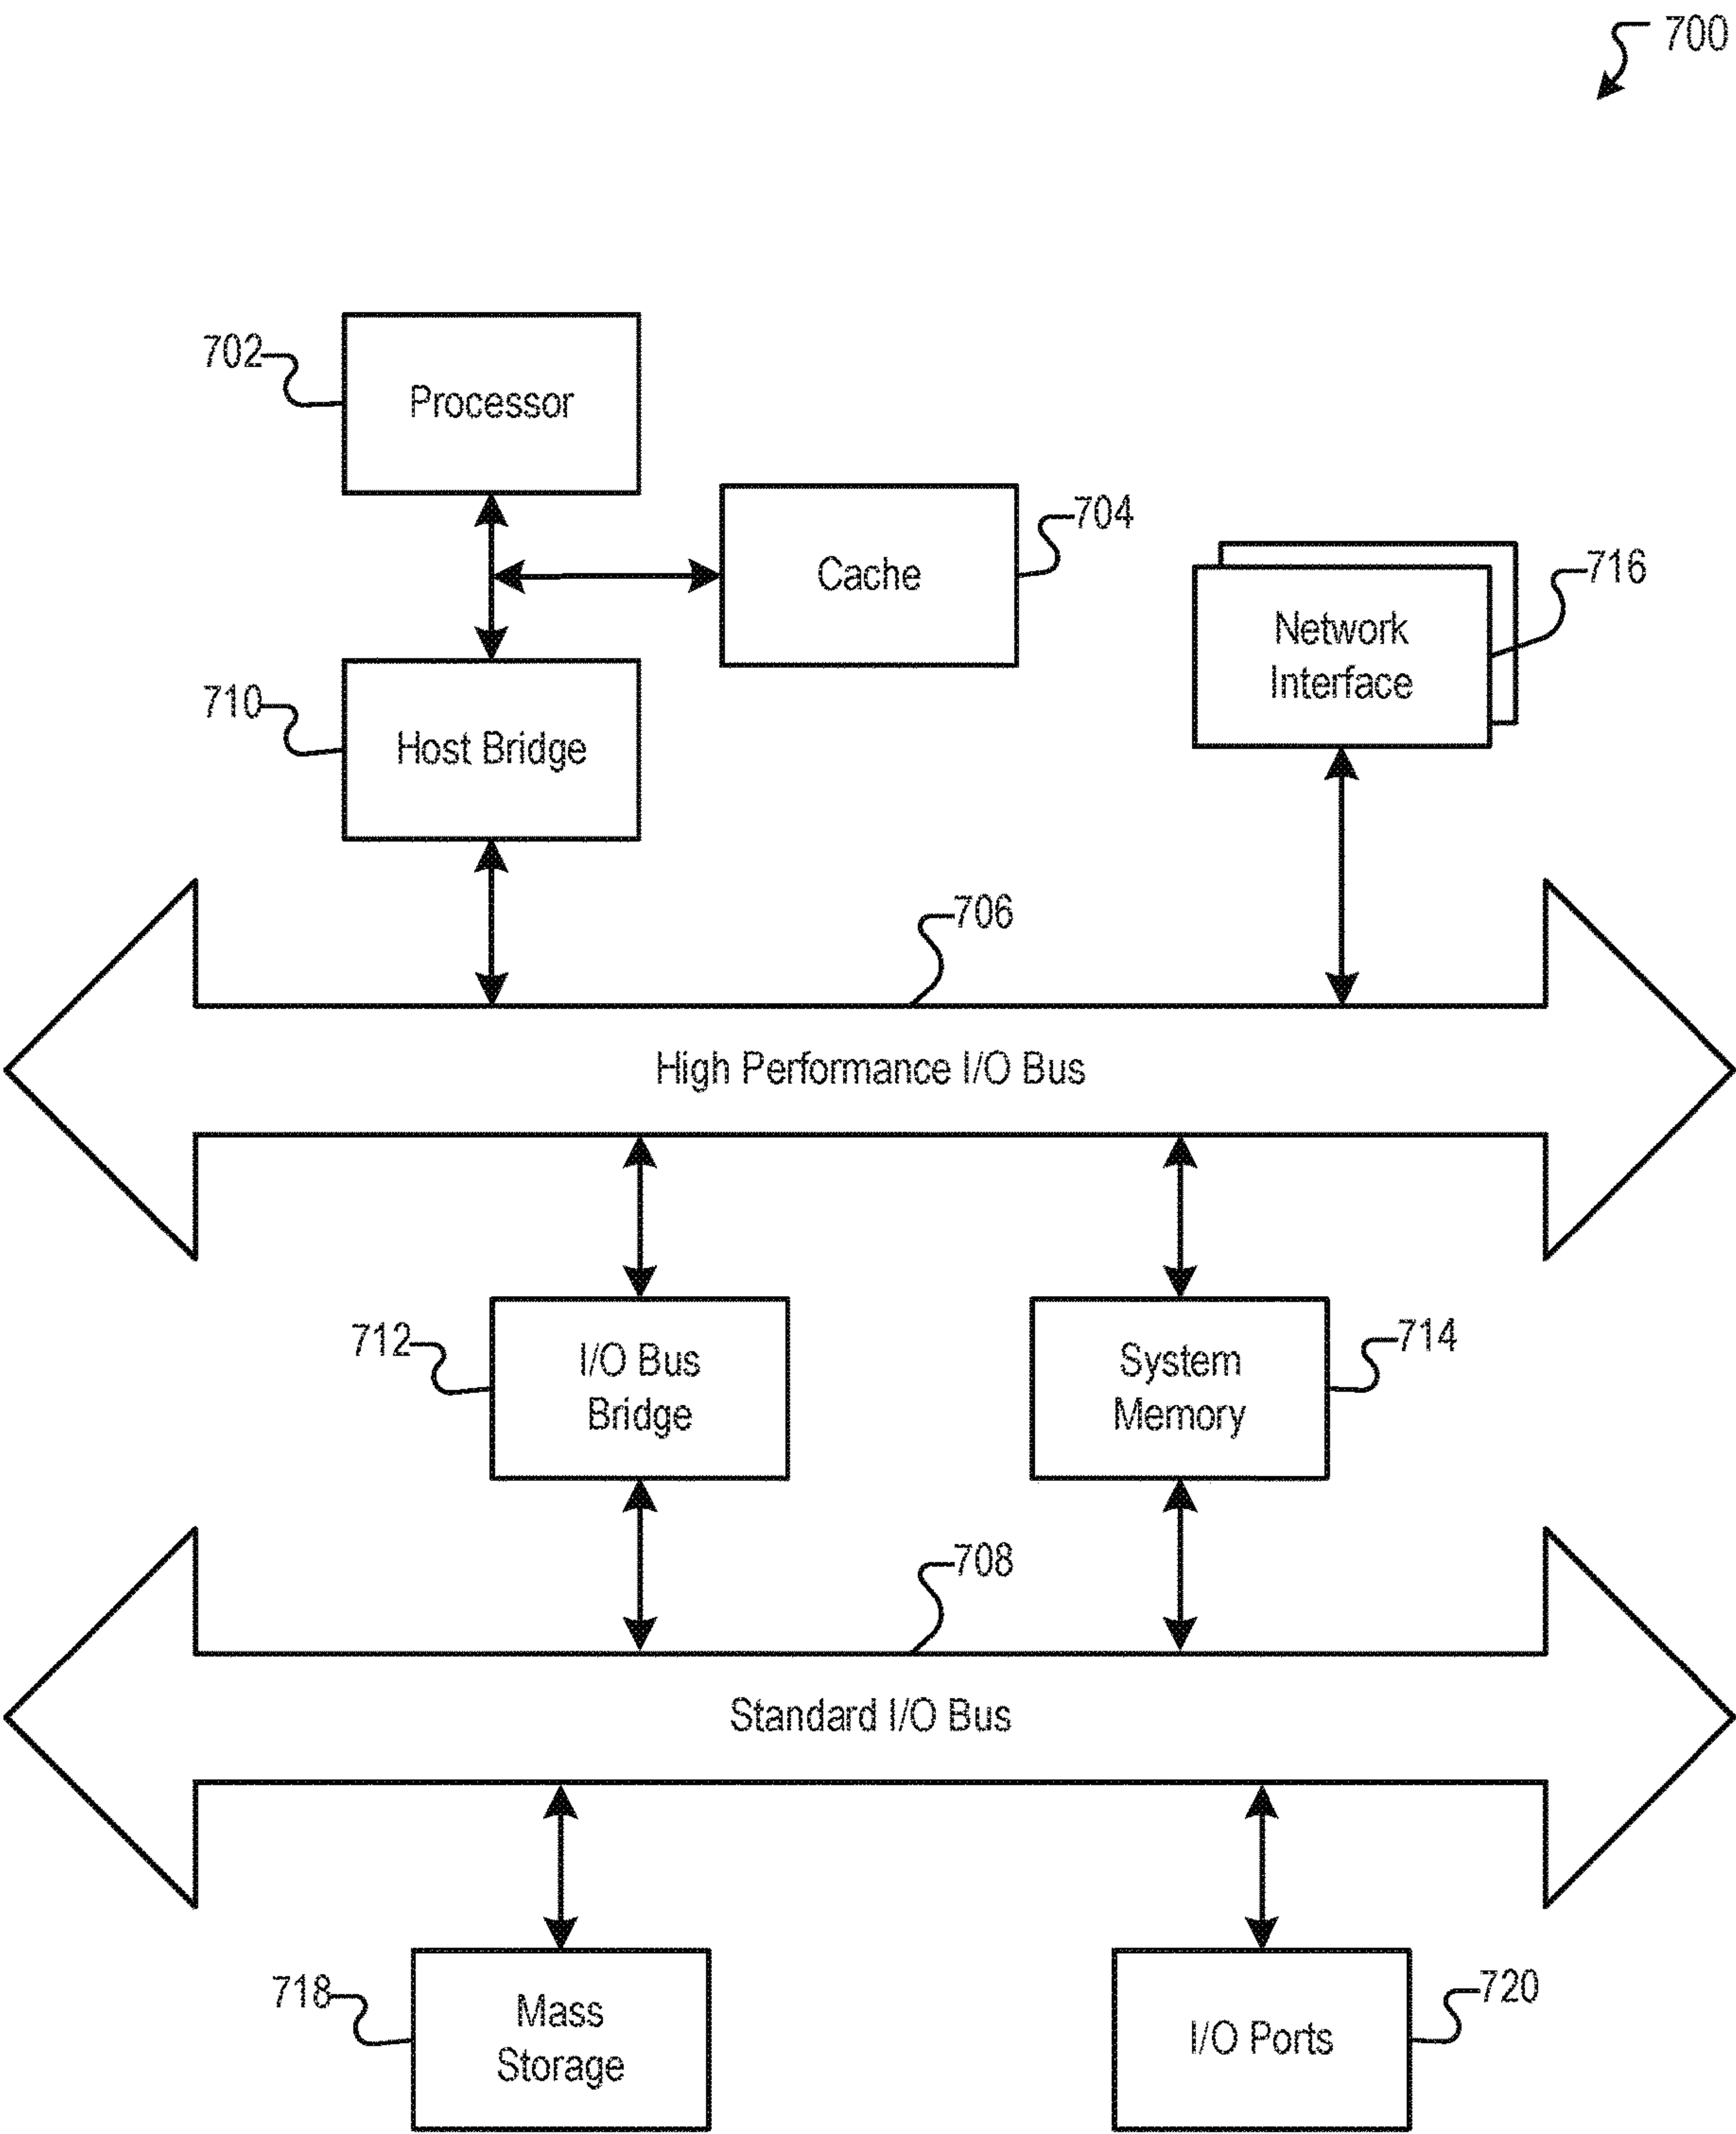 700
702
Processor
704
Cache
716
Network
Interface
710
Host Bridge
706
High Performance I/O Bus
712
I/O Bus
Bridge
714
System
Memory
708
Standard I/O Bus
718
Mass
Storage
720
I/O Ports